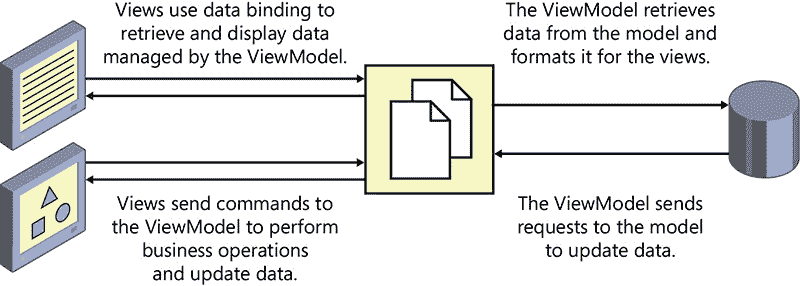 Views use data binding to
retrieve and display data
managed by the ViewModel.
The ViewModel retrieves
data from the model and
formats it for the views.
Views send commands to
the ViewModel to perform
business operations
and update data.
The ViewModel sends
requests to the model
to update data.